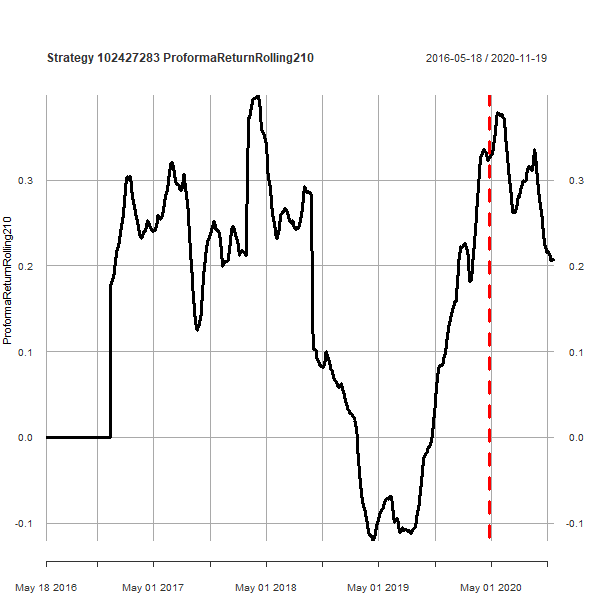 Strategy 102427283 ProformaReturnRolling210 2016-05-18 / 2020-11-19
ProformaReturnRolling210
0.3 0.3
0.2 0.2
0.1 0.1
0.0 0.0
-0.1 -0.1
May 18 2016 May 01 2017 May 01 2018 May 01 2019 May 01 2020